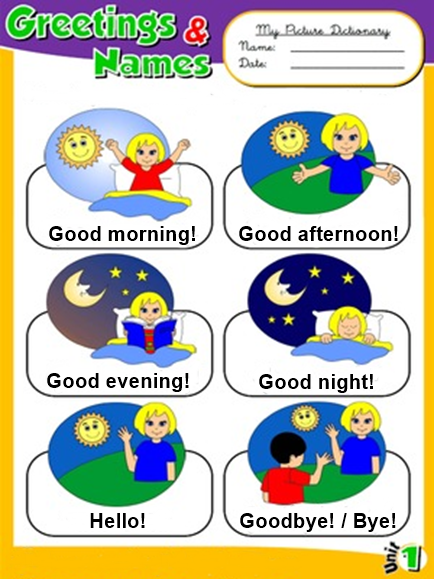 Greetings &
Names
My Picture Dictionary
Name:
Date:
Good morning!
Good afternoon!
Good evening!
Good night!
Hello!
Goodbye! / Bye!
Unit 1